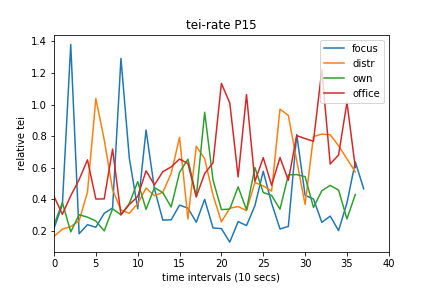 tei-rate P15
relative tei
1.4
1.2
1.0
0.8
0.6
0.4
0.2
focus
distr
own
office
0 5 10 15 20 25 30 35 40
time intervals (10 secs)